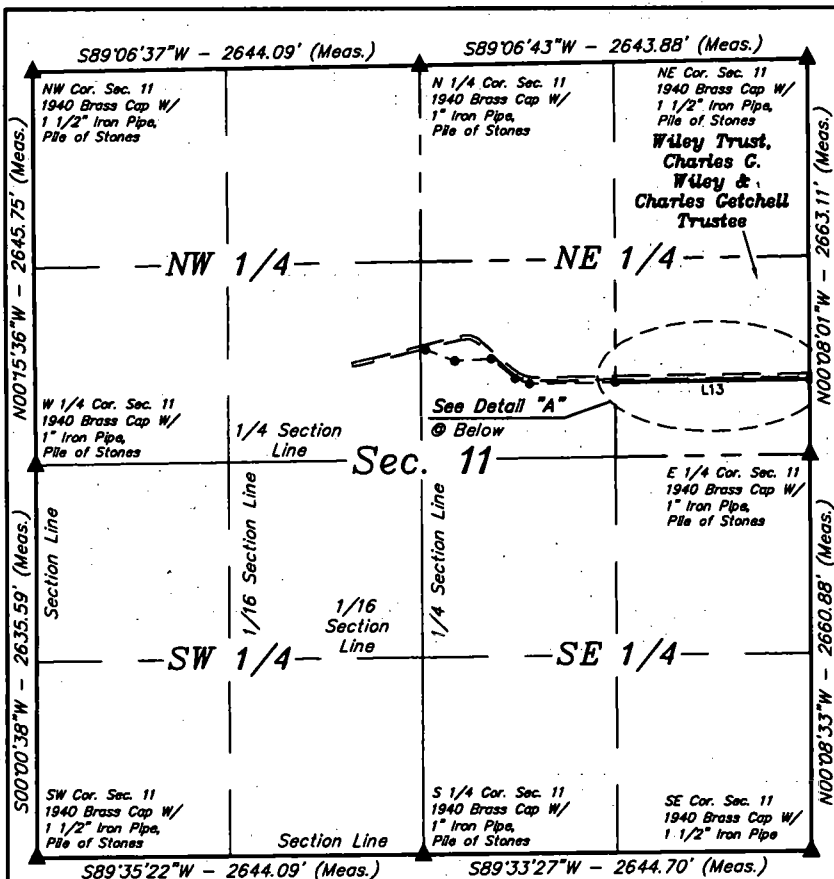 S89°06'37"W - 2644.09' (Meas.)
S89°06'43"W - 2643.88' (Meas.)
NW Cor. Sec. 11
1940 Brass Cap W/
1 1/2" Iron Pipe,
Pile of Stones
N 1/4 Cor. Sec. 11
1940 Brass Cap W/
1" Iron Pipe,
Pile of Stones
NE Cor. Sec. 11
1940 Brass Cap W/
1 1/2" Iron Pipe,
Pile of Stones
Wiley Trust,
Charles G.
Wiley &
Charles Getchell
Trustee
N00°15'36"W - 2645.75' (Meas.)
N00°08'01"W - 2663.11' (Meas.)
NW 1/4
NE 1/4
L13
See Detail "A"
@ Below
W 1/4 Cor. Sec. 11
1940 Brass Cap W/
1" Iron Pipe,
Pile of Stones
1/4 Section
Line
Sec. 11
E 1/4 Cor. Sec. 11
1940 Brass Cap W/
1" Iron Pipe,
Pile of Stones
S00°00'38"W - 2635.59' (Meas.)
Section Line
1/16 Section Line
1/16
Section
Line
1/4 Section Line
N00°08'33"W - 2660.88' (Meas.)
SW 1/4
SE 1/4
SW Cor. Sec. 11
1940 Brass Cap W/
1 1/2" Iron Pipe,
Pile of Stones
Section Line
S 1/4 Cor. Sec. 11
1940 Brass Cap W/
1" Iron Pipe,
Pile of Stones
SE Cor. Sec. 11
1940 Brass Cap W/
1 1/2" Iron Pipe
S89°35'22"W - 2644.09' (Meas.)
S89°33'27"W - 2644.70' (Meas.)